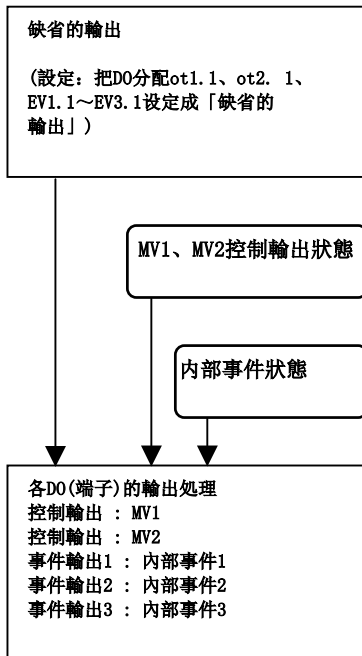 缺省的輸出
(設定: 把DO分配ot1.1、ot2. 1、
EV1.1～EV3.1设定成「缺省的
輸出」)
MV1、MV2控制輸出狀態
内部事件狀態
各DO(端子)的輸出处理
控制輸出 : MV1
控制輸出 : MV2
事件輸出1 : 內部事件1
事件輸出2 : 內部事件2
事件輸出3 : 內部事件3